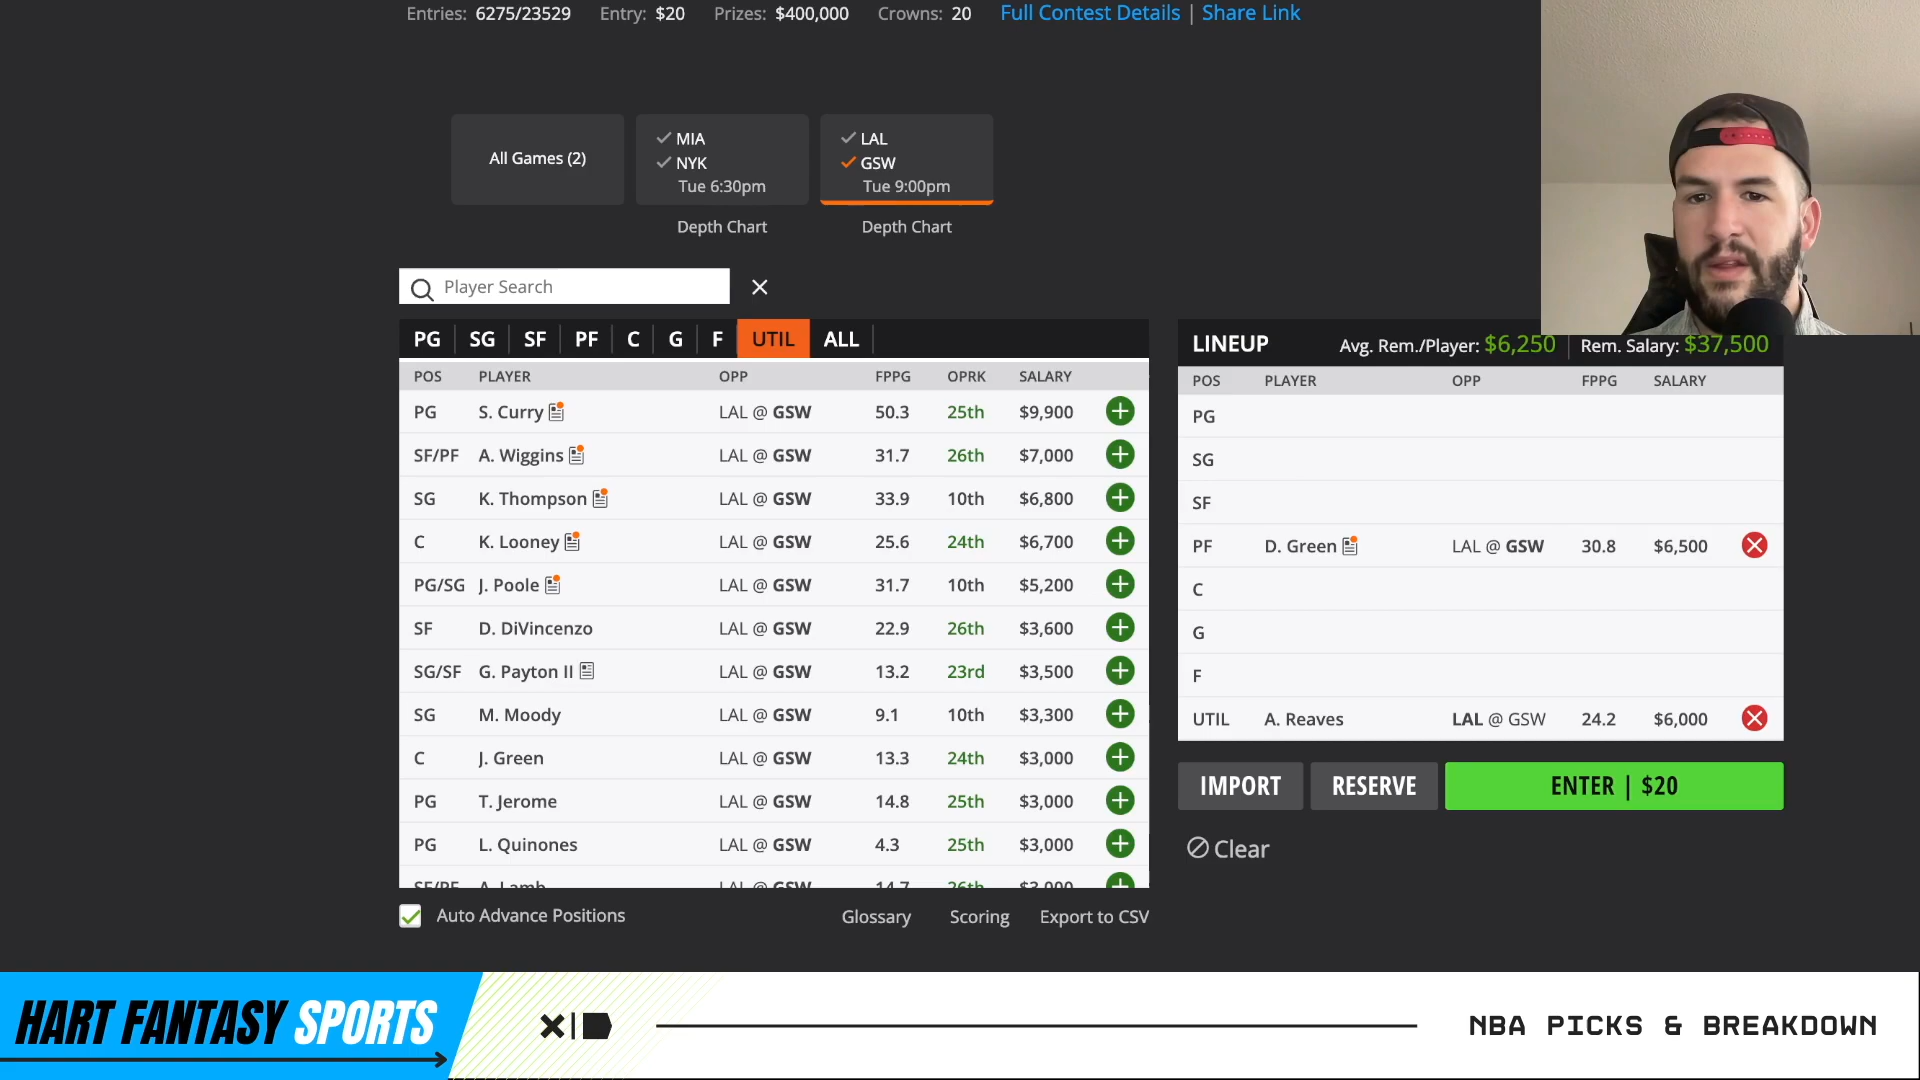 Entries: 6275/23529 Entry: $20 Prizes: $400,000 Crowns: 20 Full Contest Details | Share Link
All Games (2)
MIA
NYK
Tue 6:30pm
LAL
GSW
Tue 9:00pm
Depth Chart
Depth Chart
Player Search
PG SG SF PF C G F UTIL ALL
POS PLAYER OPP FPPG OPRK SALARY
PG S. Curry LAL @ GSW 50.3 25th $9,900
SF/PF A. Wiggins LAL @ GSW 31.7 26th $7,000
SG K. Thompson LAL @ GSW 33.9 10th $6,800
C K. Looney LAL @ GSW 25.6 24th $6,700
PG/SG J. Poole LAL @ GSW 31.7 10th $5,200
SF D. DiVincenzo LAL @ GSW 22.9 26th $3,600
SG/SF G. Payton II LAL @ GSW 13.2 23rd $3,500
SG M. Moody LAL @ GSW 9.1 10th $3,300
C J. Green LAL @ GSW 13.3 24th $3,000
PG T. Jerome LAL @ GSW 14.8 25th $3,000
PG L. Quinones LAL @ GSW 4.3 25th $3,000
SF/PF A. Lamb LAL @ GSW 14.7 26th $3,000
Auto Advance Positions Glossary Scoring Export to CSV
LINEUP Avg. Rem./Player: $6,250 Rem. Salary: $37,500
POS PLAYER OPP FPPG SALARY
PG
SG
SF
PF D. Green LAL @ GSW 30.8 $6,500
C
G
F
UTIL A. Reaves LAL @ GSW 24.2 $6,000
IMPORT RESERVE ENTER | $20
Clear
HART FANTASY SPORTS
NBA PICKS & BREAKDOWN